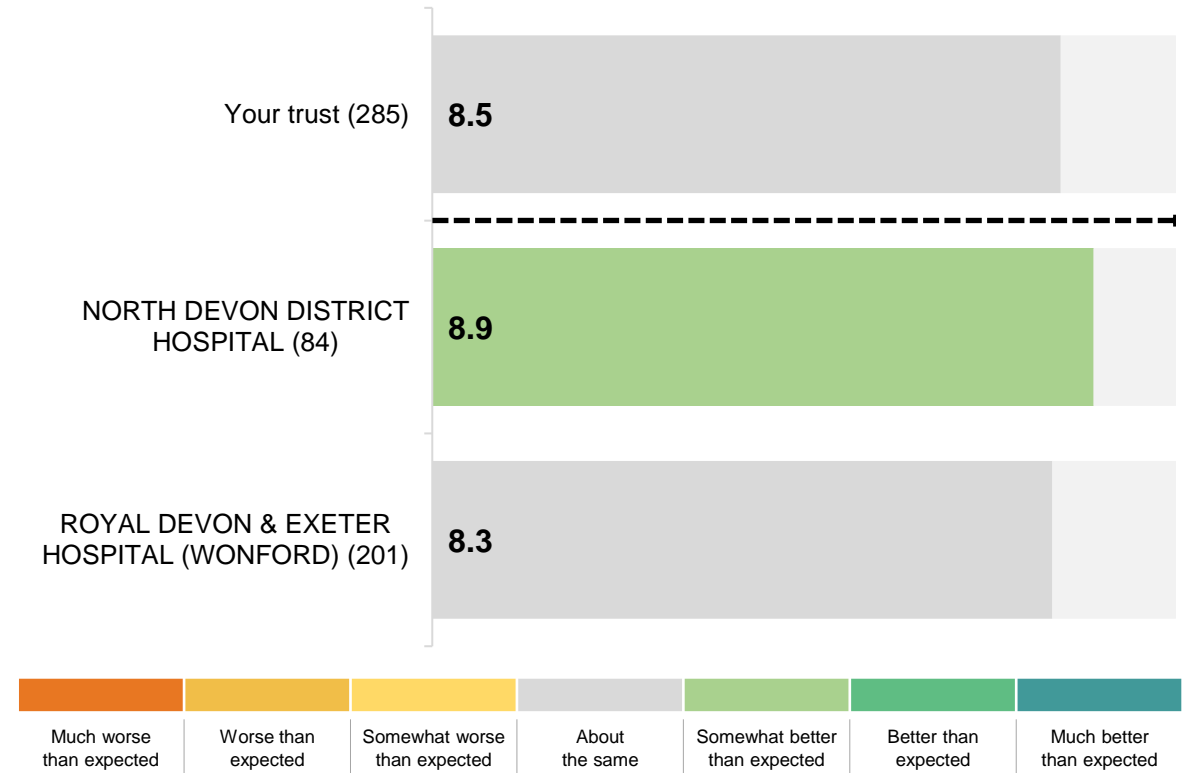 Your trust (285)
8.5
NORTH DEVON DISTRICT
HOSPITAL (84)
8.9
ROYAL DEVON & EXETER
HOSPITAL (WONFORD) (201)
8.3
Much worse
than expected
Worse than
expected
Somewhat worse
than expected
About
the same
Somewhat better
than expected
Better than
expected
Much better
than expected